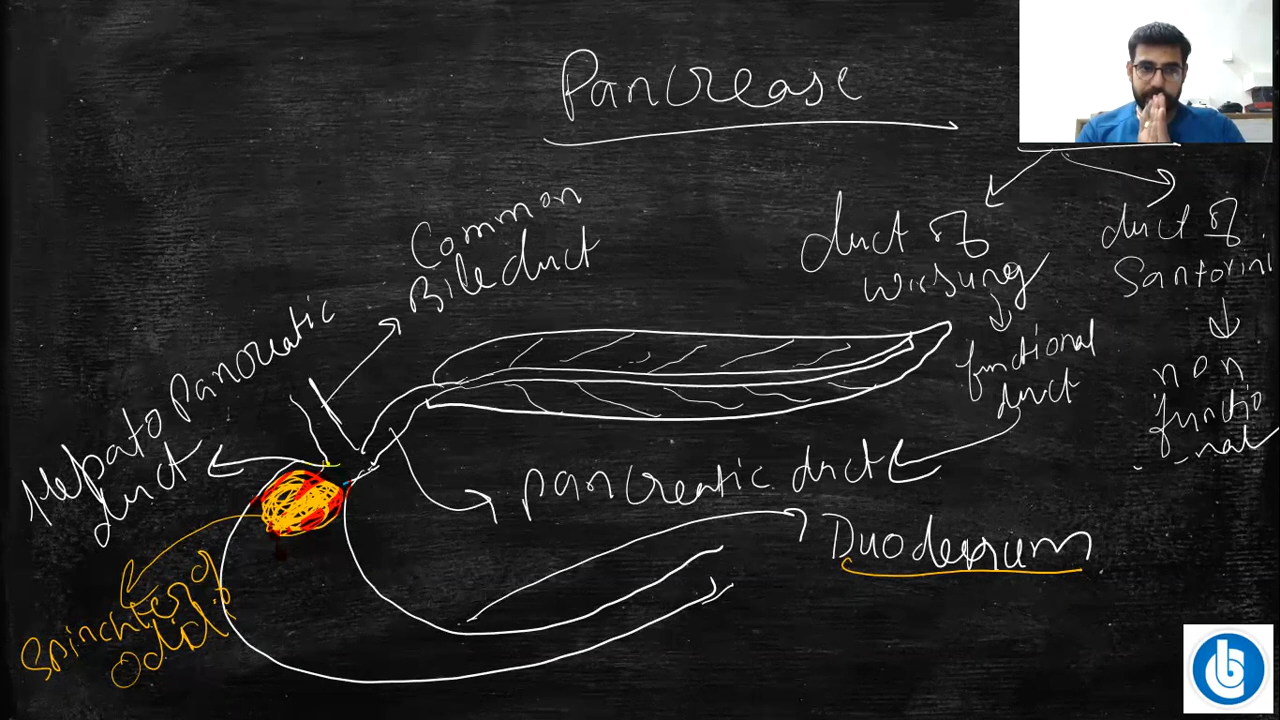 Pancrease
Common
Bile duct
duct of
wirsung
functional
duct
duct of
Santorini
non
functio
nal
Hepato Pancreatic
duct
Pancreatic duct
Duodenum
Spinchter of
Oddi